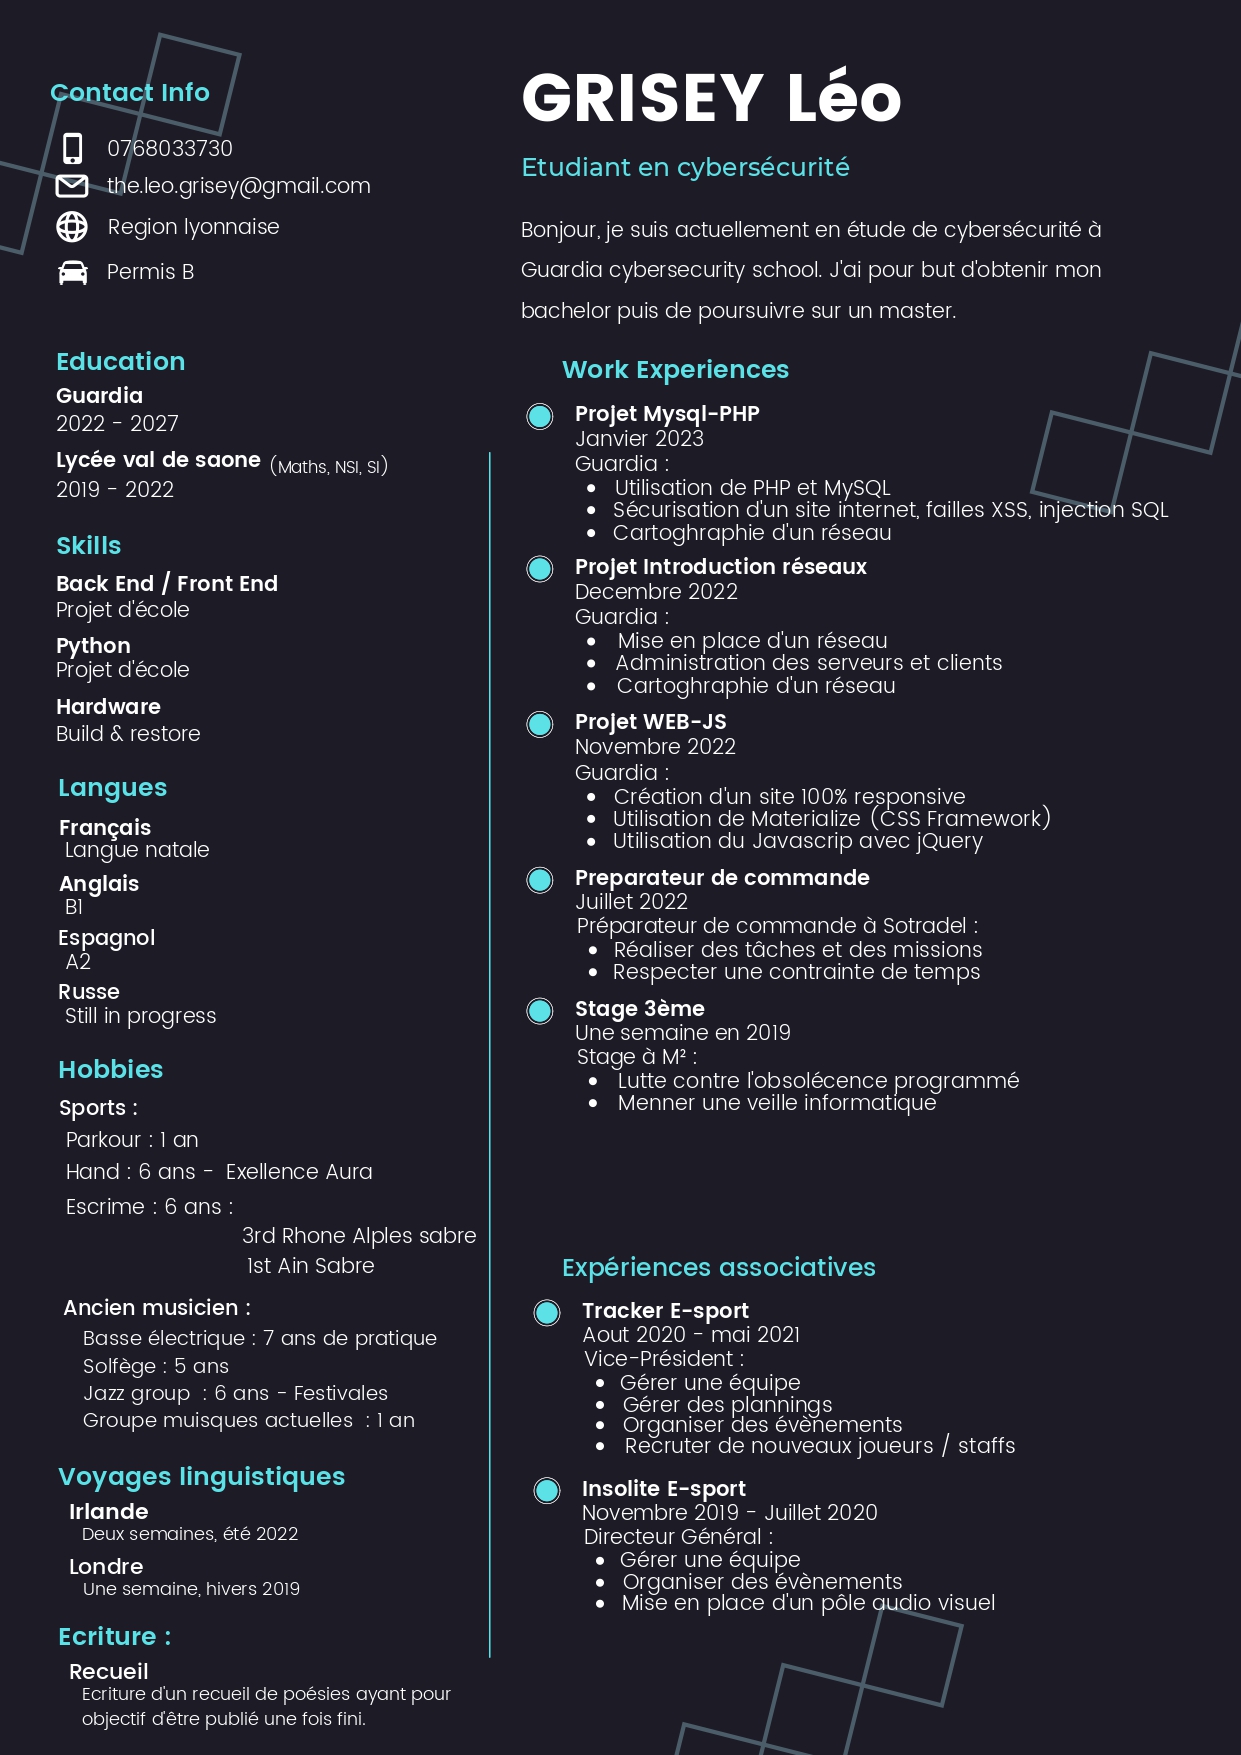 Contact Info
0768033730
the.leo.grisey@gmail.com
Region lyonnaise
Permis B
Education
Guardia
2022 - 2027
Lycée val de saone (Maths, NSI, SI)
2019 - 2022
Skills
Back End / Front End
Projet d'école
Python
Projet d'école
Hardware
Build & restore
Langues
Français
Langue natale
Anglais
B1
Espagnol
A2
Russe
Still in progress
Hobbies
Sports :
Parkour : 1 an
Hand : 6 ans - Exellence Aura
Escrime : 6 ans :
3rd Rhone Alples sabre
1st Ain Sabre
Ancien musicien :
Basse électrique : 7 ans de pratique
Solfège : 5 ans
Jazz group : 6 ans - Festivales
Groupe muisques actuelles : 1 an
Voyages linguistiques
Irlande
Deux semaines, été 2022
Londre
Une semaine, hivers 2019
Ecriture :
Recueil
Ecriture d'un recueil de poésies ayant pour
objectif d'être publié une fois fini.
GRISEY Léo
Etudiant en cybersécurité
Bonjour, je suis actuellement en étude de cybersécurité à
Guardia cybersecurity school. J'ai pour but d'obtenir mon
bachelor puis de poursuivre sur un master.
Work Experiences
Projet Mysql-PHP
Janvier 2023
Guardia :
• Utilisation de PHP et MySQL
• Sécurisation d'un site internet, failles XSS, injection SQL
• Cartoghraphie d'un réseau
Projet Introduction réseaux
Decembre 2022
Guardia :
• Mise en place d'un réseau
• Administration des serveurs et clients
• Cartoghraphie d'un réseau
Projet WEB-JS
Novembre 2022
Guardia :
• Création d'un site 100% responsive
• Utilisation de Materialize (CSS Framework)
• Utilisation du Javascrip avec jQuery
Preparateur de commande
Juillet 2022
Préparateur de commande à Sotradel :
• Réaliser des tâches et des missions
• Respecter une contrainte de temps
Stage 3ème
Une semaine en 2019
Stage à M² :
• Lutte contre l'obsolécence programmé
• Menner une veille informatique
Expériences associatives
Tracker E-sport
Aout 2020 - mai 2021
Vice-Président :
• Gérer une équipe
• Gérer des plannings
• Organiser des évènements
• Recruter de nouveaux joueurs / staffs
Insolite E-sport
Novembre 2019 - Juillet 2020
Directeur Général :
• Gérer une équipe
• Organiser des évènements
• Mise en place d'un pôle audio visuel